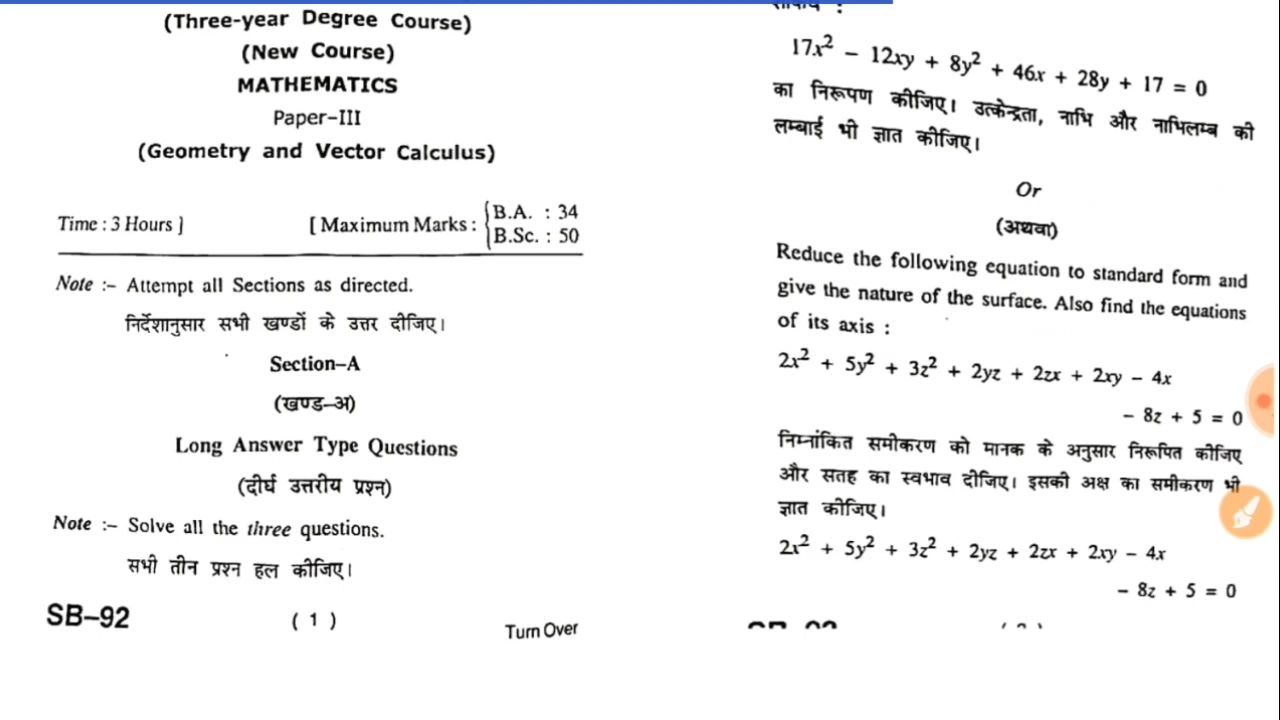 (Three-year Degree Course)
(New Course)
MATHEMATICS
Paper–III
(Geometry and Vector Calculus)
Time : 3 Hours ] [ Maximum Marks : { B.A. : 34
B.Sc. : 50
Note :– Attempt all Sections as directed.
निर्देशानुसार सभी खण्डों के उत्तर दीजिए।
Section–A
(खण्ड–अ)
Long Answer Type Questions
(दीर्घ उत्तरीय प्रश्न)
Note :– Solve all the three questions.
सभी तीन प्रश्न हल कीजिए।
SB–92 ( 1 ) Turn Over
17x² – 12xy + 8y² + 46x + 28y + 17 = 0
का निरूपण कीजिए। उत्केन्द्रता, नाभि और नाभिलम्ब की
लम्बाई भी ज्ञात कीजिए।
Or
(अथवा)
Reduce the following equation to standard form and
give the nature of the surface. Also find the equations
of its axis :
2x² + 5y² + 3z² + 2yz + 2zx + 2xy – 4x
– 8z + 5 = 0
निम्नांकित समीकरण को मानक के अनुसार निरूपित कीजिए
और सतह का स्वभाव दीजिए। इसकी अक्ष का समीकरण भी
ज्ञात कीजिए।
2x² + 5y² + 3z² + 2yz + 2zx + 2xy – 4x
– 8z + 5 = 0